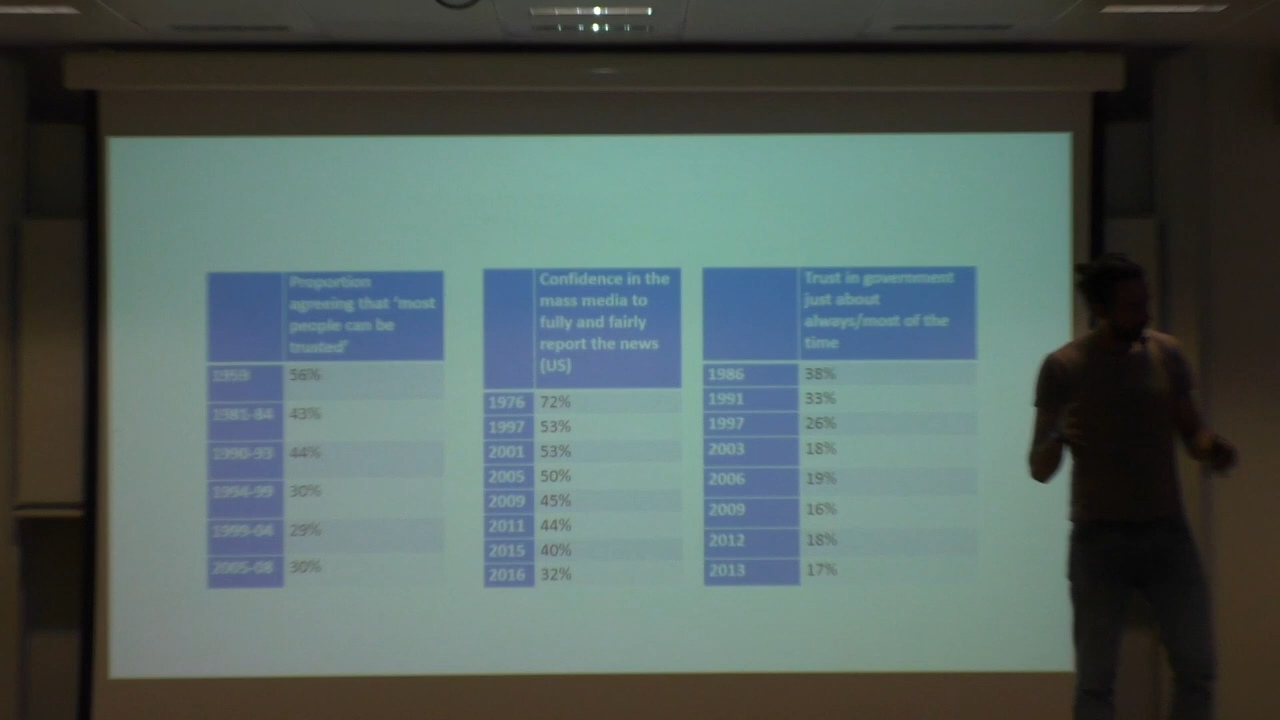 Proportion
agreeing that 'most
people can be
trusted'
1959 56%
1981-84 43%
1990-93 44%
1994-99 30%
1999-04 29%
2005-08 30%
Confidence in the
mass media to
fully and fairly
report the news
(US)
1976 72%
1997 53%
2001 53%
2005 50%
2009 45%
2011 44%
2015 40%
2016 32%
Trust in government
just about
always/most of the
time
1986 38%
1991 33%
1997 26%
2003 18%
2006 19%
2009 16%
2012 18%
2013 17%